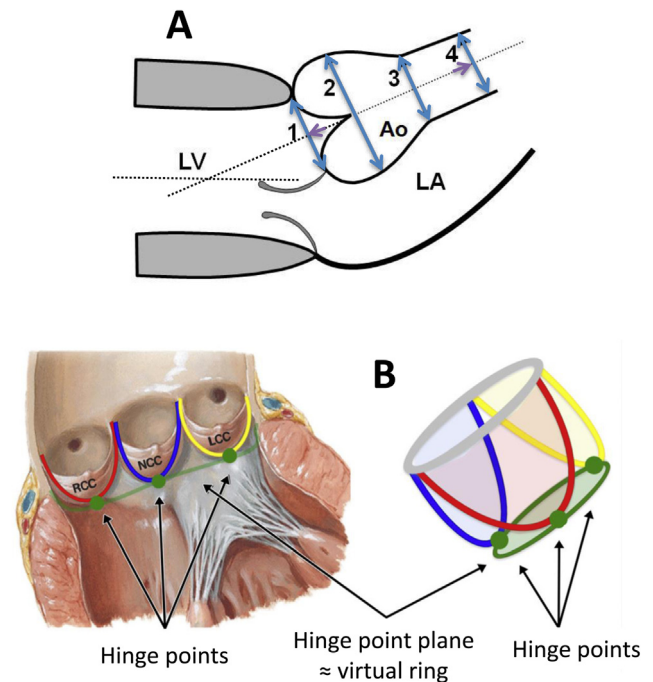 A
1
2
3
4
Ao
LV
LA
B
RCC
NCC
LCC
Hinge points
Hinge point plane
≈ virtual ring
Hinge points